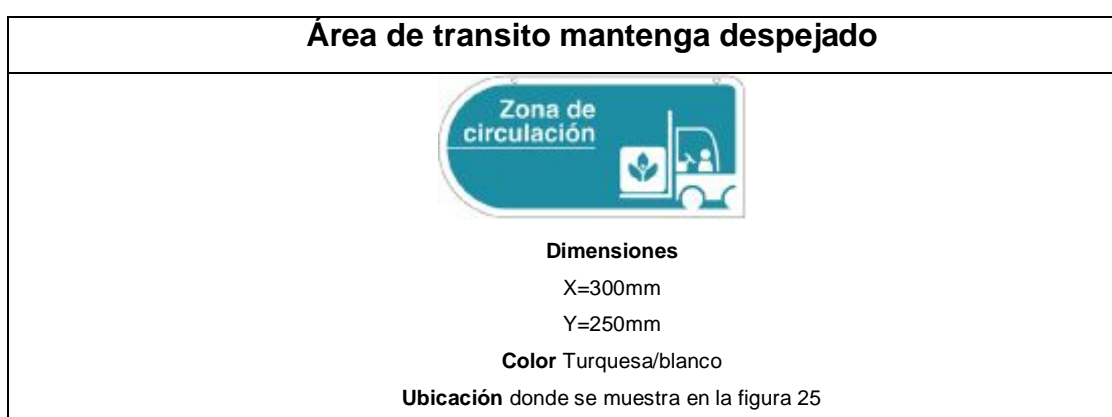 Área de transito mantenga despejado
Zona de
circulación
Dimensiones
X=300mm
Y=250mm
Color Turquesa/blanco
Ubicación donde se muestra en la figura 25